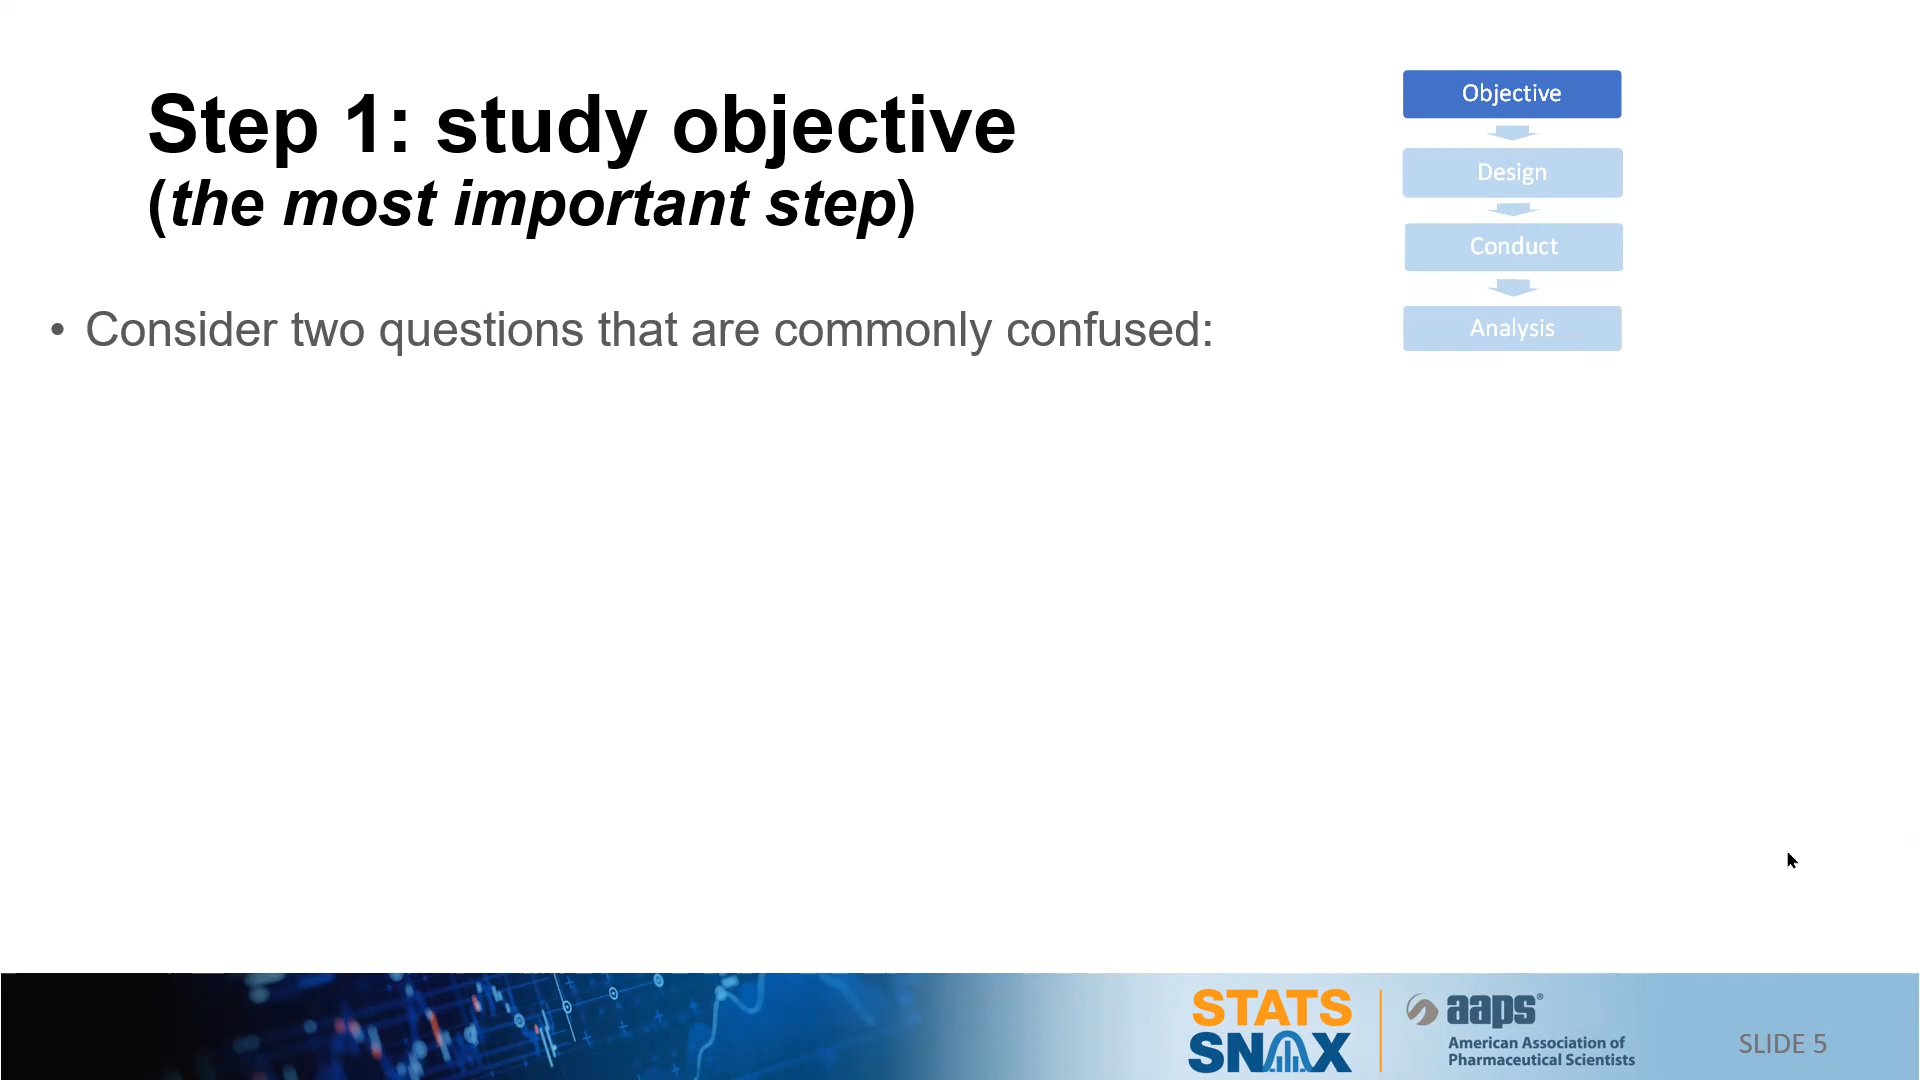 Step 1: study objective
(the most important step)
Objective
Design
Conduct
Analysis
• Consider two questions that are commonly confused:
STATS
SNAX
aaps®
American Association of
Pharmaceutical Scientists
SLIDE 5